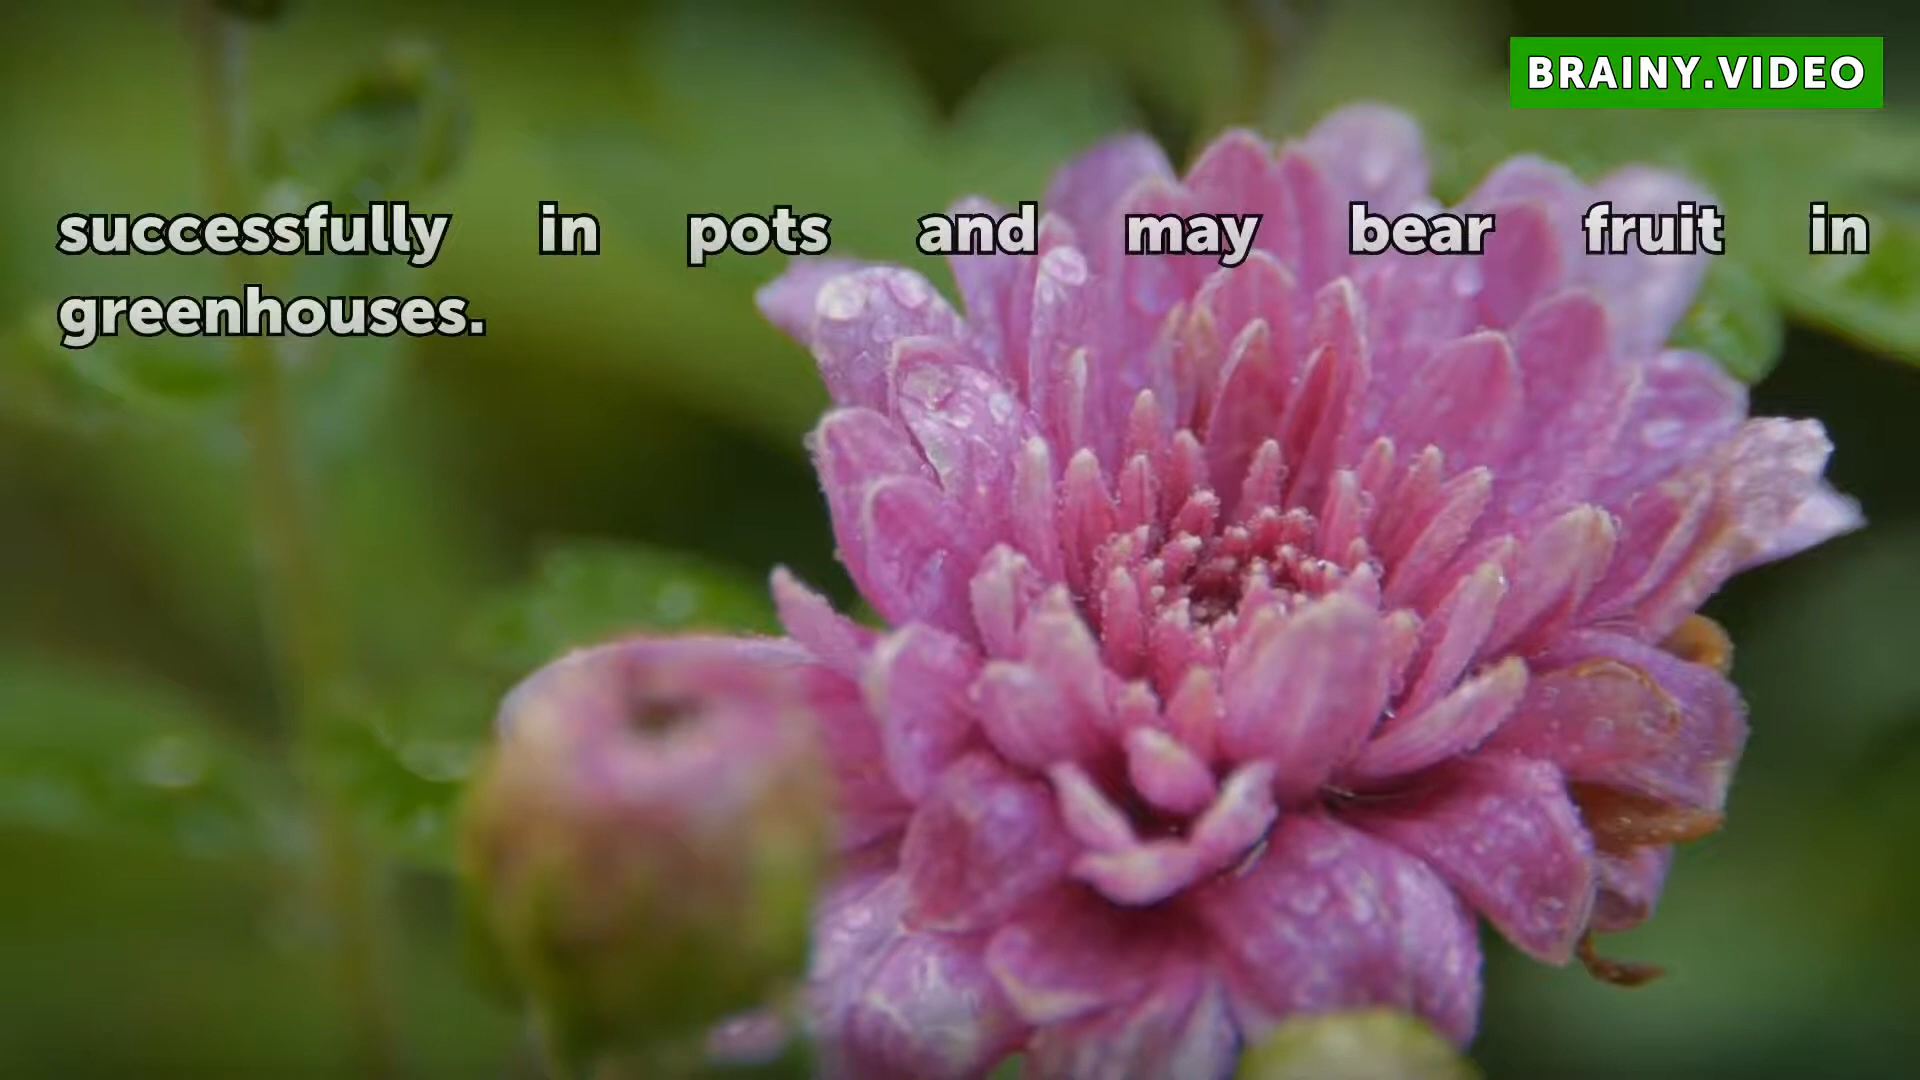 BRAINY.VIDEO
successfully in pots and may bear fruit in
greenhouses.